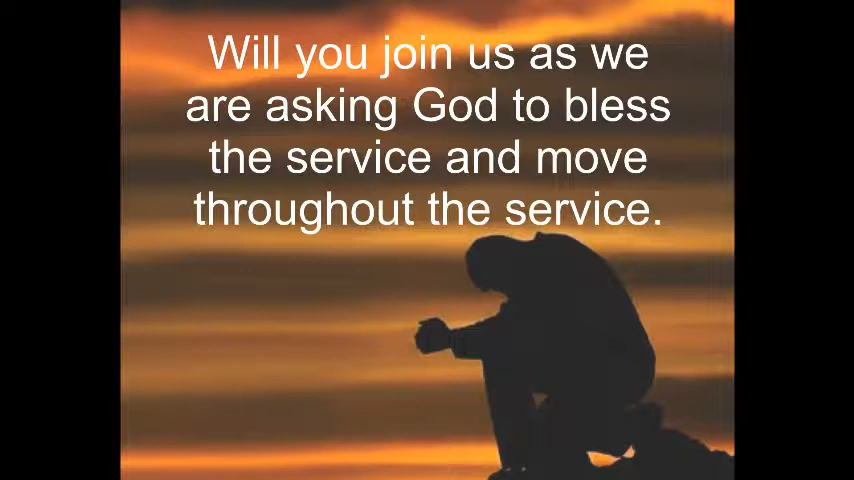 Will you join us as we
are asking God to bless
the service and move
throughout the service.